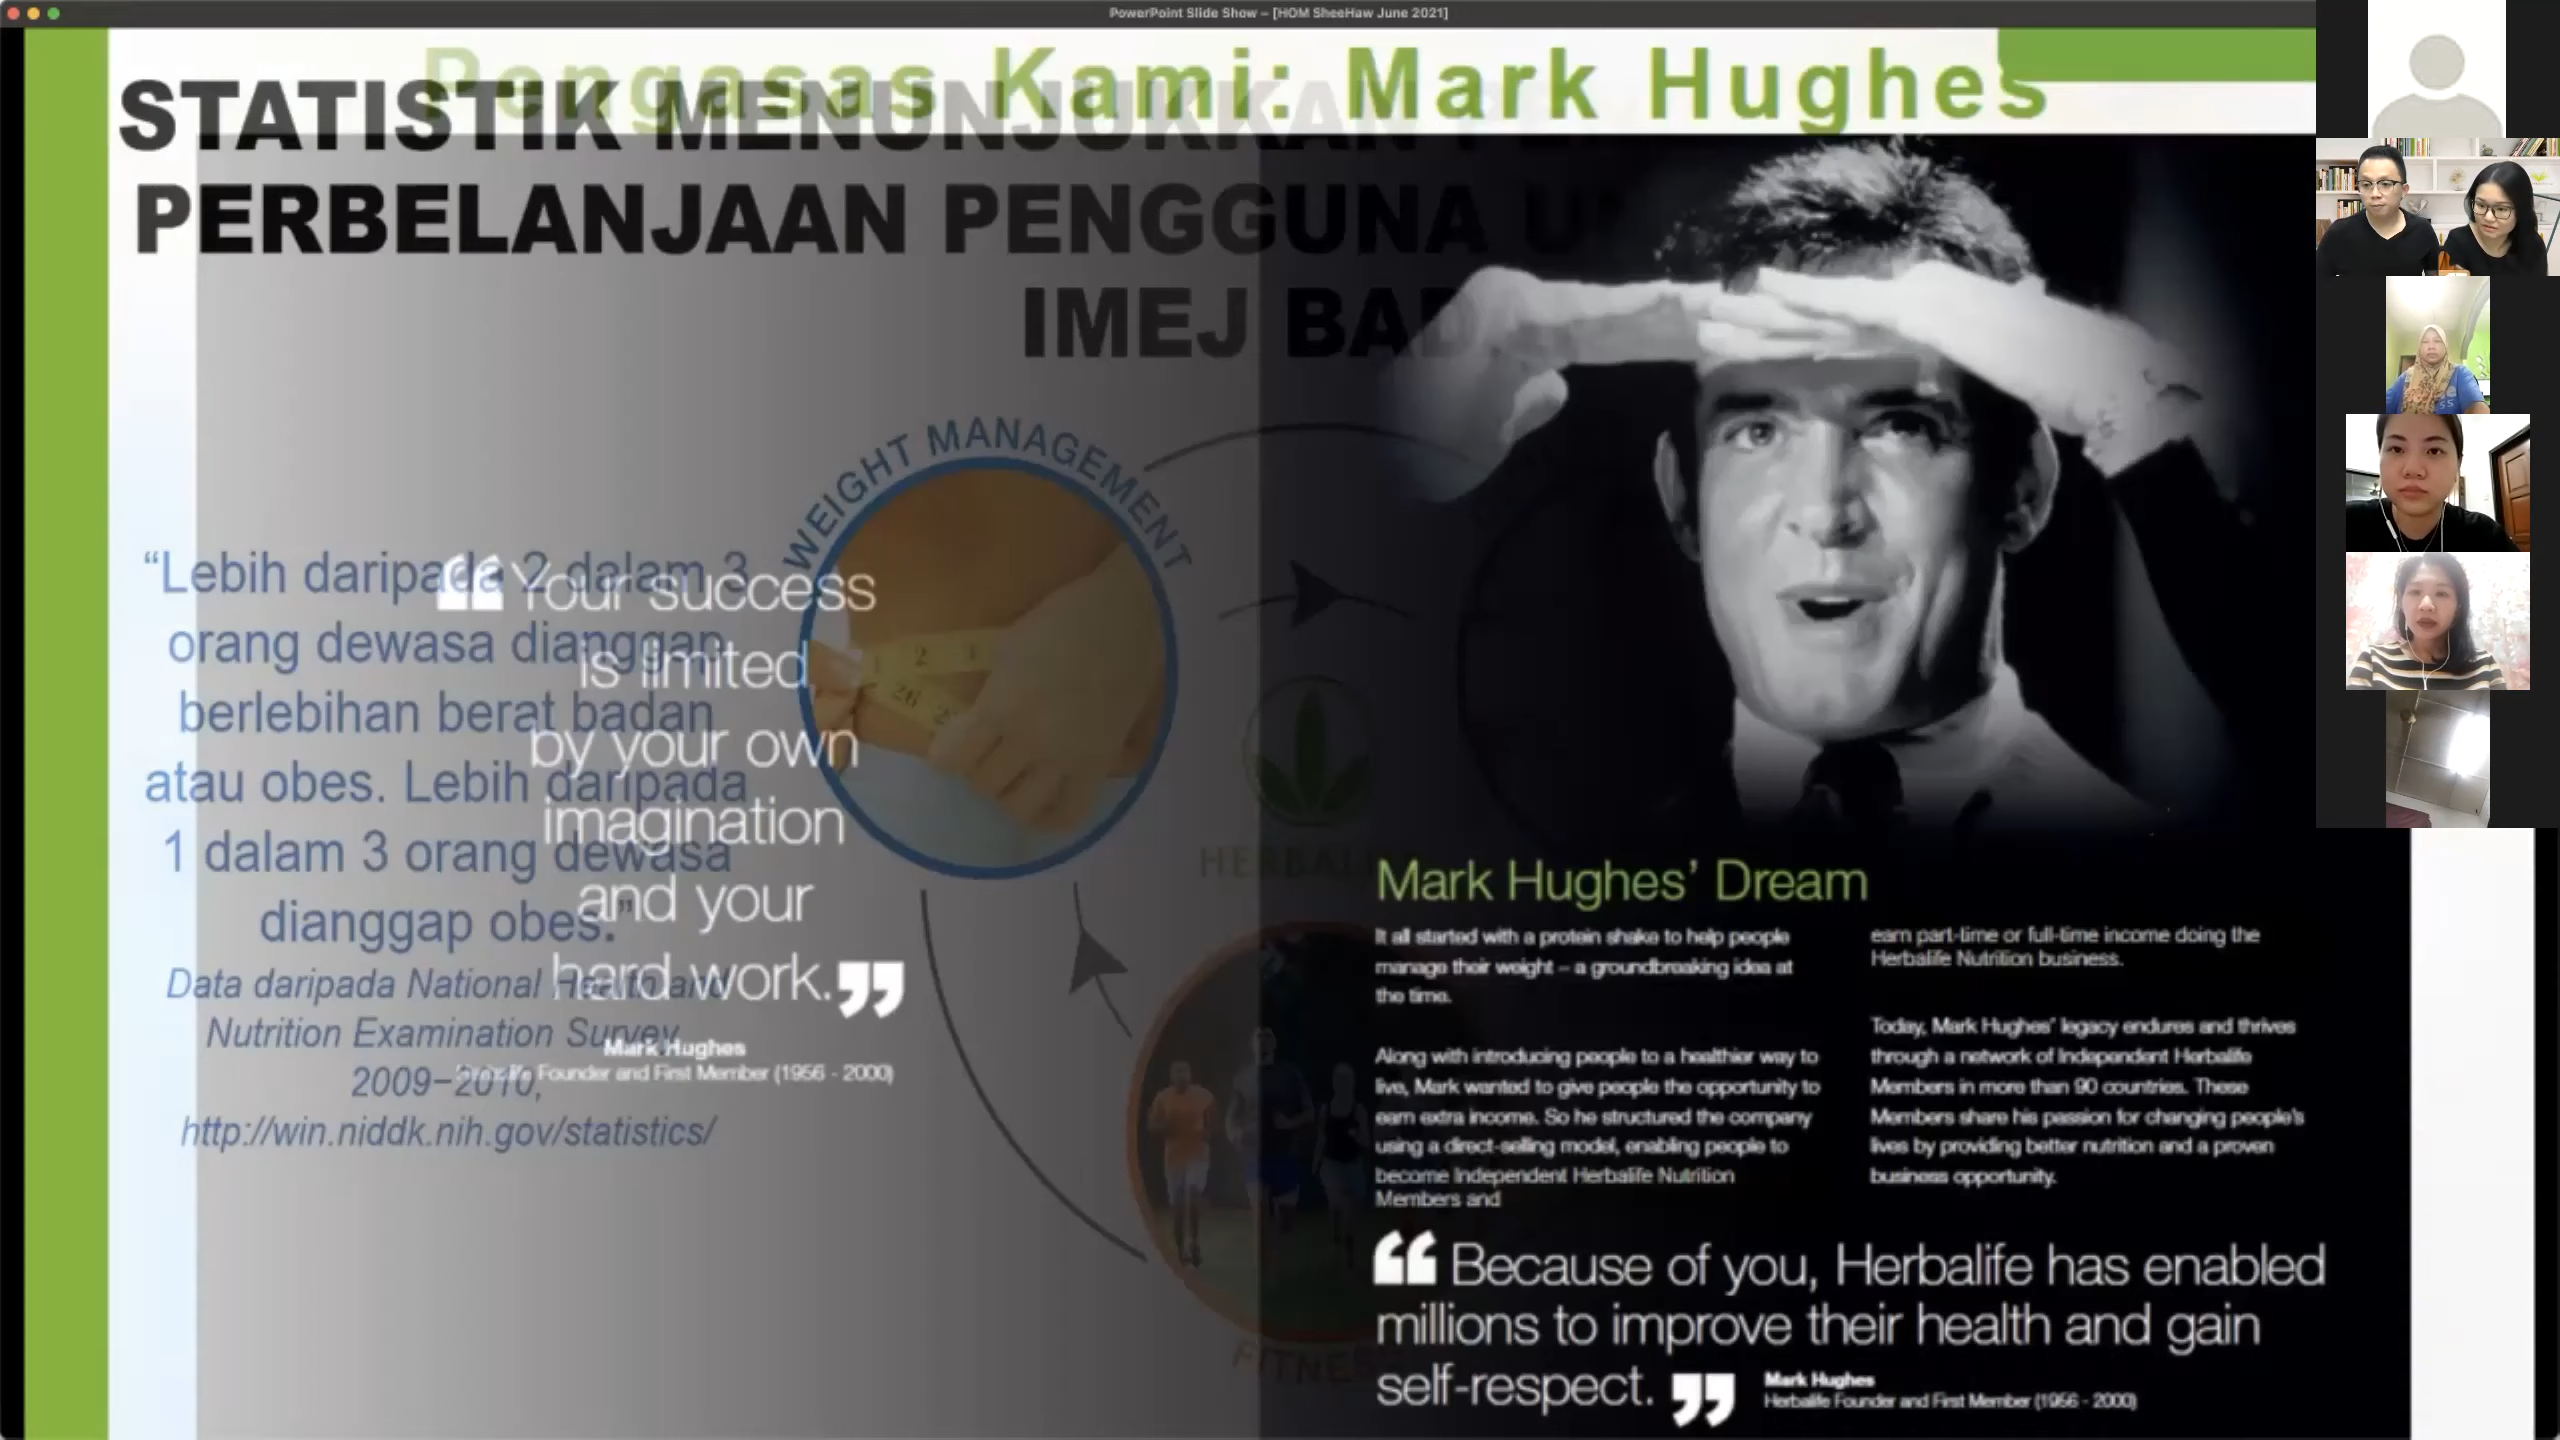 PowerPoint Slide Show – [HOM SheeHaw June 2021]
Pengasas Kami: Mark Hughes
STATISTIK MENUNJUKKAN
PERBELANJAAN PENGGUNA
IMEJ
WEIGHT MANAGEMENT
“Lebih daripada 2 dalam 3
orang dewasa dianggap
berlebihan berat badan
atau obes. Lebih daripada
1 dalam 3 orang dewasa
dianggap obes.”
Data daripada National Health and
Nutrition Examination Survey,
2009–2010,
http://win.niddk.nih.gov/statistics/
“Your success
is limited
by your own
imagination
and your
hard work.”
Mark Hughes
Herbalife Founder and First Member (1956 - 2000)
FITNESS
Mark Hughes’ Dream
It all started with a protein shake to help people
manage their weight – a groundbreaking idea at
the time.
Along with introducing people to a healthier way to
live, Mark wanted to give people the opportunity to
earn extra income. So he structured the company
using a direct-selling model, enabling people to
become Independent Herbalife Nutrition
Members and
earn part-time or full-time income doing the
Herbalife Nutrition business.
Today, Mark Hughes’ legacy endures and thrives
through a network of Independent Herbalife
Members in more than 90 countries. These
Members share his passion for changing people’s
lives by providing better nutrition and a proven
business opportunity.
“Because of you, Herbalife has enabled
millions to improve their health and gain
self-respect.”
Mark Hughes
Herbalife Founder and First Member (1956 - 2000)